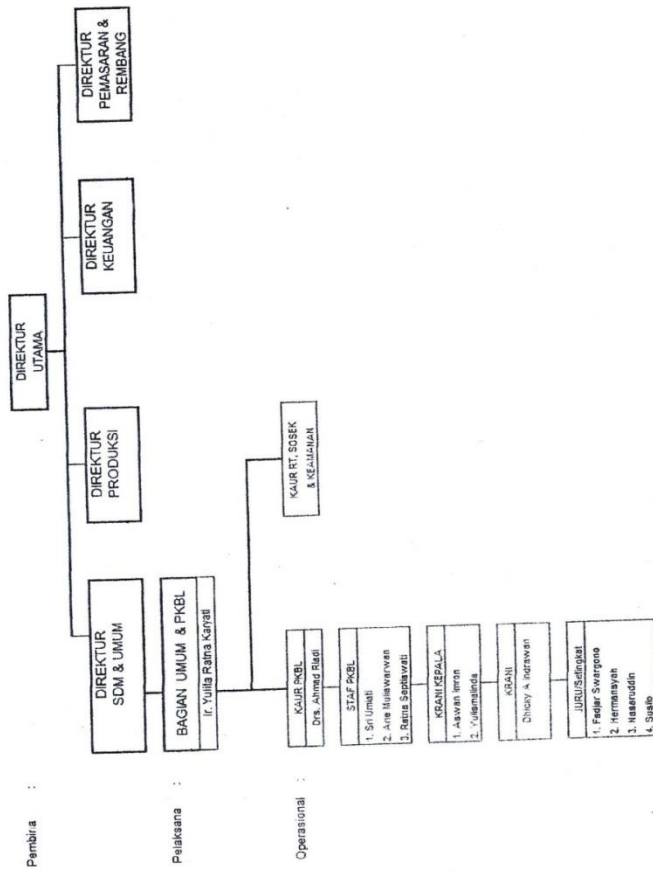 DIREKTUR
UTAMA
Pembina :
DIREKTUR
SDM & UMUM
DIREKTUR
PRODUKSI
DIREKTUR
KEUANGAN
DIREKTUR
PEMASARAN &
REMBANG
Pelaksana :
BAGIAN UMUM & PKBL
Ir. Yulita Ratna Karyati
Operasional :
KAUR PKBL
Drs. Ahmad Riadi
KAUR RT, SOSEK
& KEAMANAN
STAF PKBL
1. Sri Umiati
2. Arie Mulawarwan
3. Ratna Septiawati
KRANI KEPALA
1. Aswan Imron
2. Yuliamalinda
KRANI
Dhicky A Indrawan
JURU/Setingkat
1. Fadjar Swargono
2. Hermansyah
3. Nasaruddin
4. Susilo